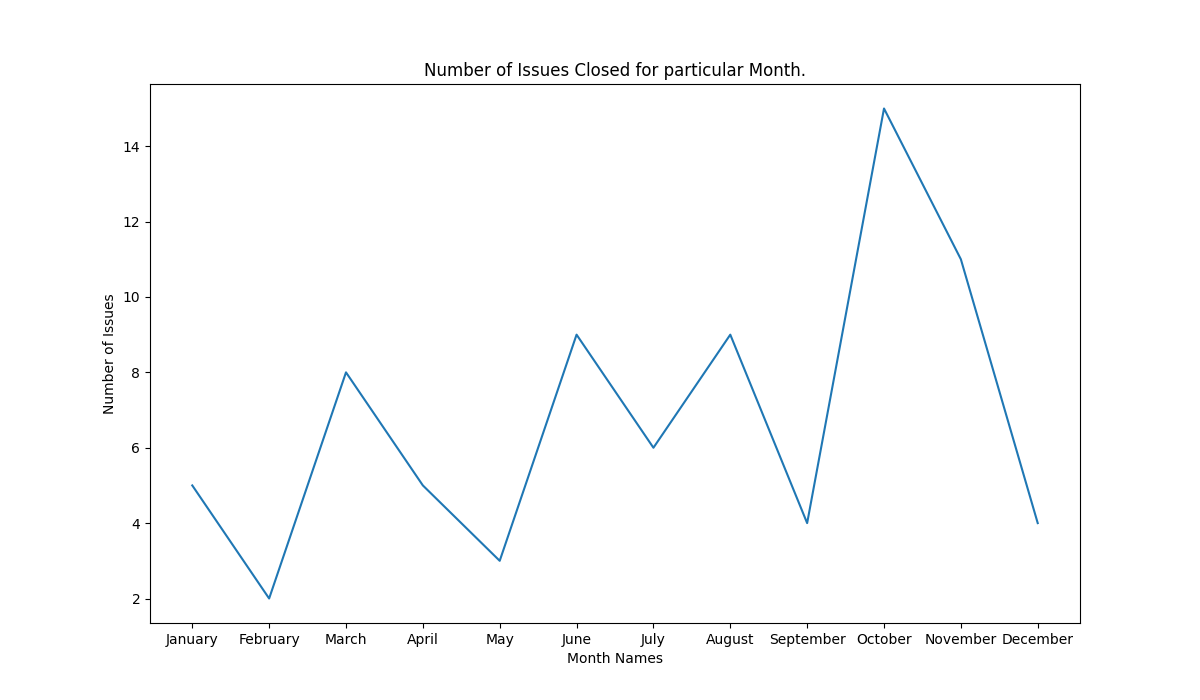 Number of Issues Closed for particular Month.
Number of Issues
14
12
10
8
6
4
2
January February March April May June July August September October November December
Month Names